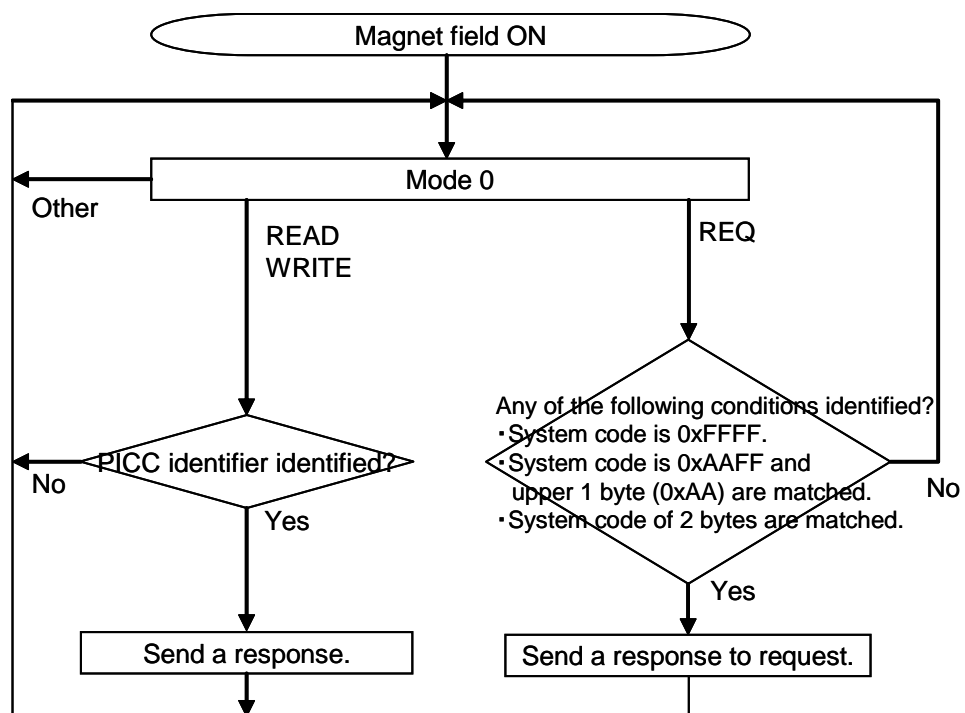 Magnet field ON
Mode 0
Other
READ
WRITE
REQ
Any of the following conditions identified?
・System code is 0xFFFF.
・System code is 0xAAFF and
upper 1 byte (0xAA) are matched.
・System code of 2 bytes are matched.
PICC identifier identified?
No
No
Yes
Yes
Send a response.
Send a response to request.